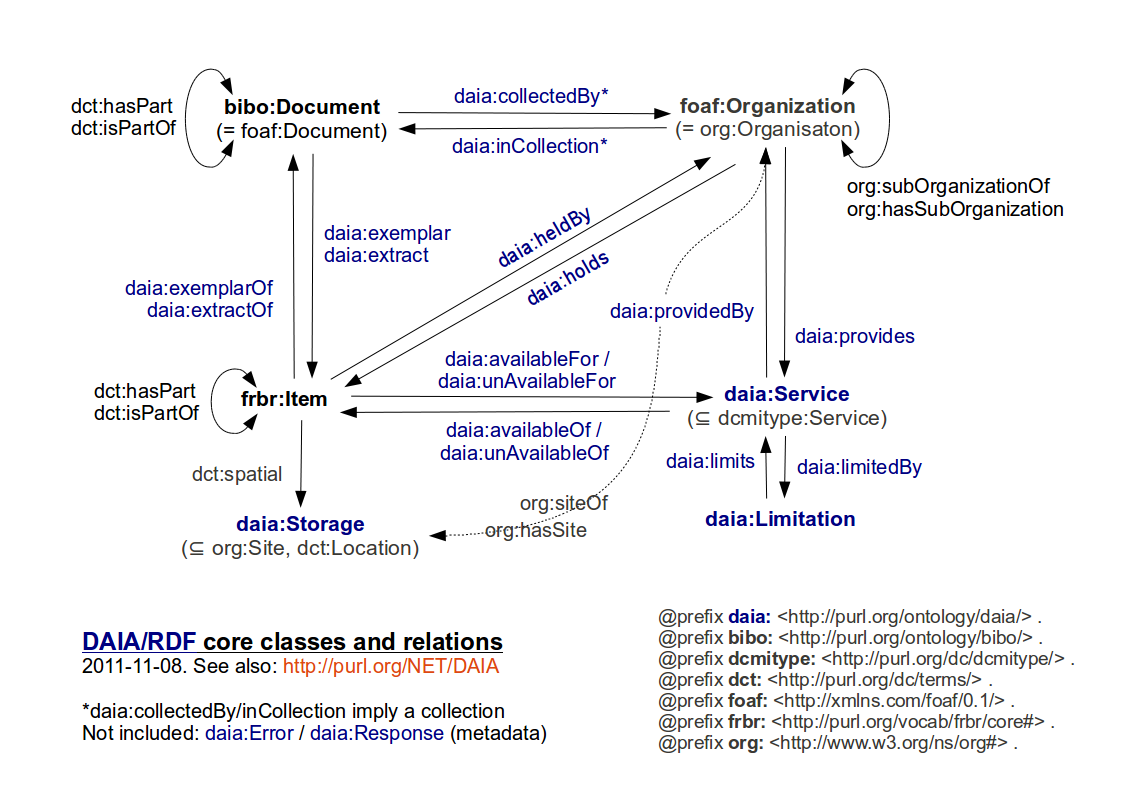 dct:hasPart
dct:isPartOf
bibo:Document
(= foaf:Document)
daia:collectedBy*
daia:inCollection*
foaf:Organization
(= org:Organisaton)
org:subOrganizationOf
org:hasSubOrganization
daia:exemplar
daia:extract
daia:exemplarOf
daia:extractOf
daia:heldBy
daia:holds
daia:providedBy
daia:provides
dct:hasPart
dct:isPartOf
frbr:Item
daia:availableFor /
daia:unAvailableFor
daia:availableOf /
daia:unAvailableOf
daia:Service
(⊆ dcmitype:Service)
daia:limits
daia:limitedBy
dct:spatial
org:siteOf
org:hasSite
daia:Storage
(⊆ org:Site, dct:Location)
daia:Limitation
DAIA/RDF core classes and relations
2011-11-08. See also: http://purl.org/NET/DAIA
*daia:collectedBy/inCollection imply a collection
Not included: daia:Error / daia:Response (metadata)
@prefix daia: <http://purl.org/ontology/daia/> .
@prefix bibo: <http://purl.org/ontology/bibo/> .
@prefix dcmitype: <http://purl.org/dc/dcmitype/> .
@prefix dct: <http://purl.org/dc/terms/> .
@prefix foaf: <http://xmlns.com/foaf/0.1/> .
@prefix frbr: <http://purl.org/vocab/frbr/core#> .
@prefix org: <http://www.w3.org/ns/org#> .